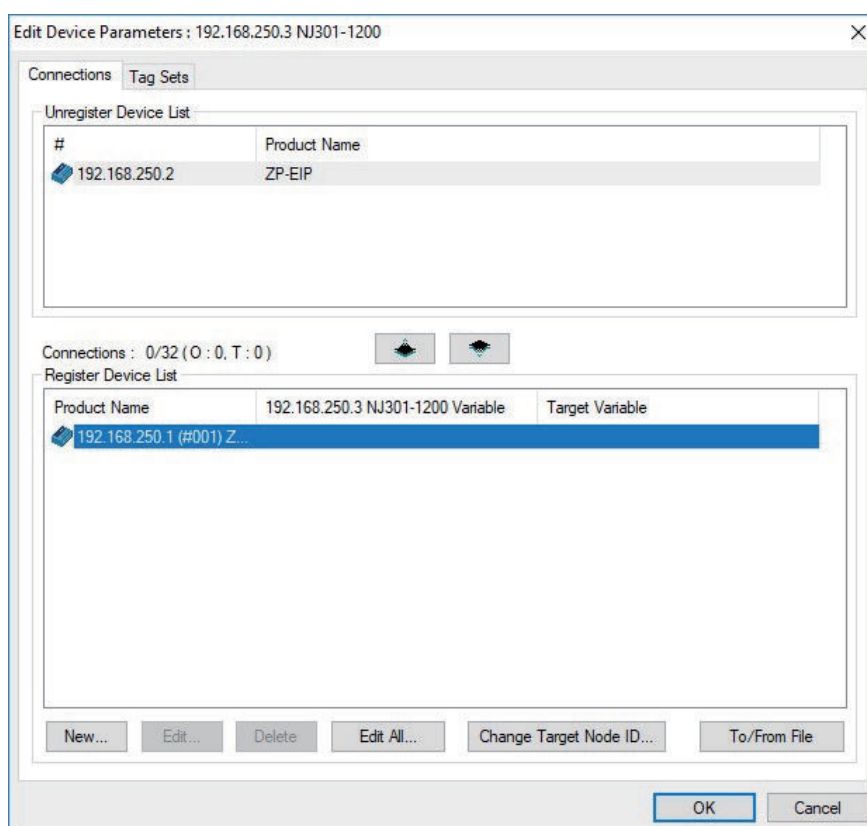 Edit Device Parameters : 192.168.250.3 NJ301-1200
Connections Tag Sets
Unregister Device List
# Product Name
192.168.250.2 ZP-EIP
Connections : 0/32 ( O : 0, T : 0 )
Register Device List
Product Name 192.168.250.3 NJ301-1200 Variable Target Variable
192.168.250.1 (#001) Z...
New... Edit... Delete Edit All... Change Target Node ID... To/From File
OK Cancel